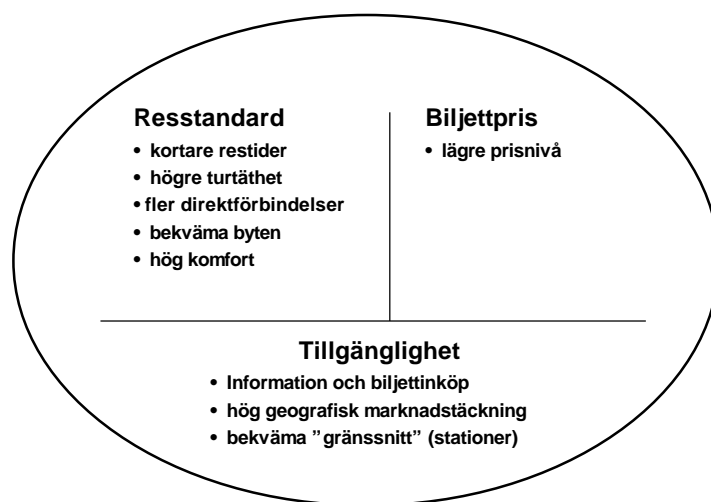 Resstandard
• kortare restider
• högre turtäthet
• fler direktförbindelser
• bekväma byten
• hög komfort
Biljettpris
• lägre prisnivå
Tillgänglighet
• Information och biljettinköp
• hög geografisk marknadstäckning
• bekväma ”gränssnitt” (stationer)